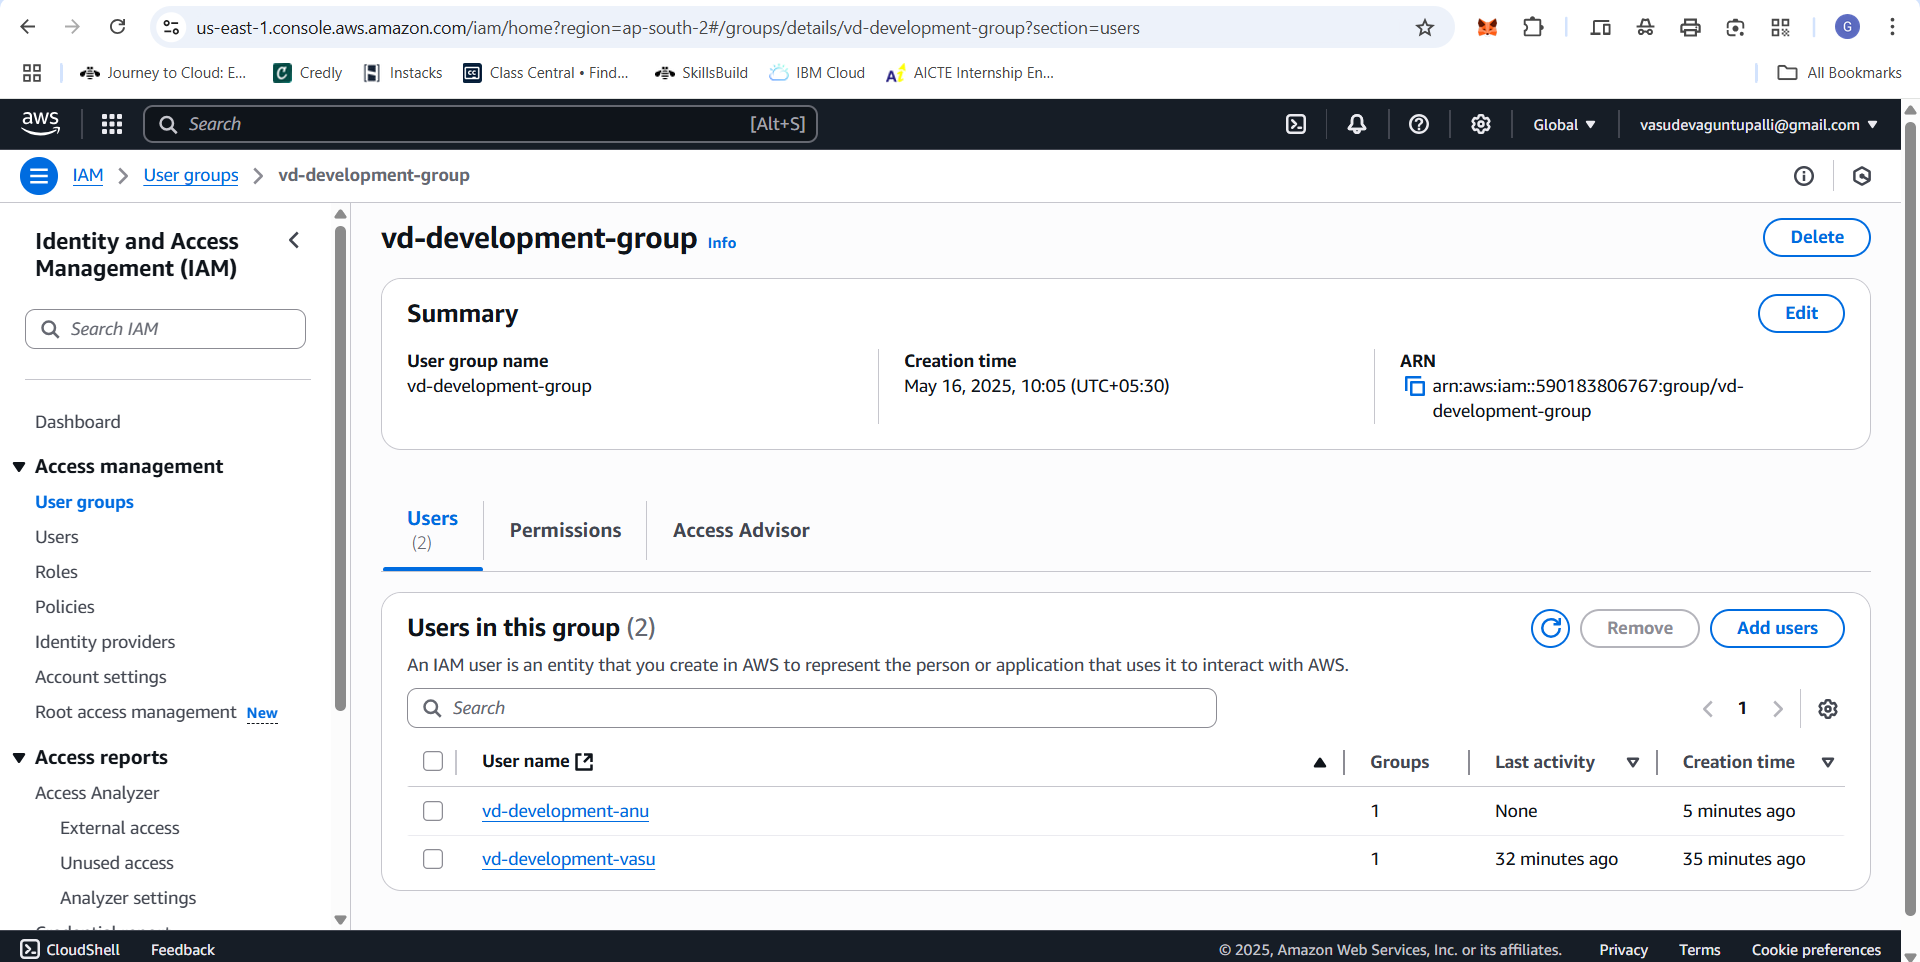 us-east-1.console.aws.amazon.com/iam/home?region=ap-south-2#/groups/details/vd-development-group?section=users
G
Journey to Cloud: E...
Credly
Instacks
Class Central • Find...
SkillsBuild
IBM Cloud
AICTE Internship En...
All Bookmarks
aws
Search
[Alt+S]
Global
vasudevaguntupalli@gmail.com
IAM
User groups
vd-development-group
Identity and Access
Management (IAM)
Search IAM
Dashboard
Access management
User groups
Users
Roles
Policies
Identity providers
Account settings
Root access management New
Access reports
Access Analyzer
External access
Unused access
Analyzer settings
vd-development-group Info
Delete
Summary
Edit
User group name
vd-development-group
Creation time
May 16, 2025, 10:05 (UTC+05:30)
ARN
arn:aws:iam::590183806767:group/vd-
development-group
Users
(2)
Permissions
Access Advisor
Users in this group (2)
Remove
Add users
An IAM user is an entity that you create in AWS to represent the person or application that uses it to interact with AWS.
Search
1
User name
Groups
Last activity
Creation time
vd-development-anu
1
None
5 minutes ago
vd-development-vasu
1
32 minutes ago
35 minutes ago
CloudShell
Feedback
© 2025, Amazon Web Services, Inc. or its affiliates.
Privacy
Terms
Cookie preferences